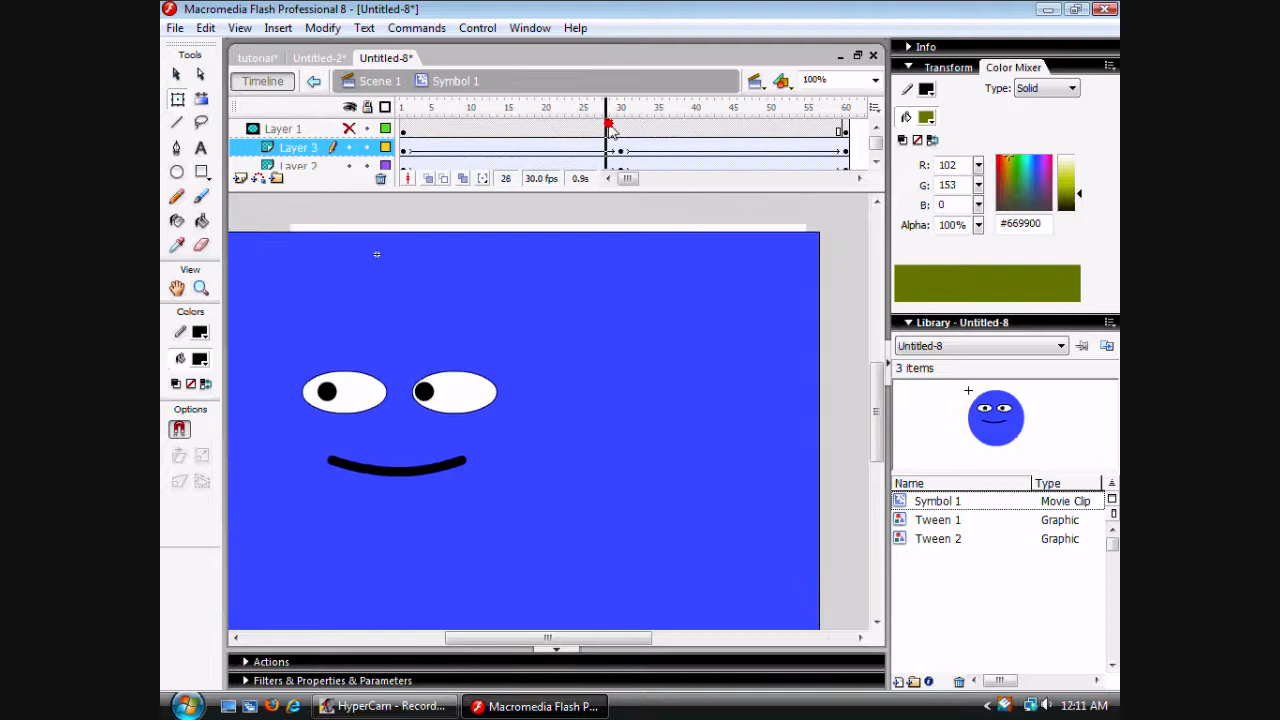 Macromedia Flash Professional 8 - [Untitled-8*]
File Edit View Insert Modify Text Commands Control Window Help
Tools
tutorial* Untitled-2* Untitled-8*
Timeline Scene 1 Symbol 1 100%
1 5 10 15 20 25 30 35 40 45 50 55 60
Layer 1
Layer 3
Layer 2
26 30.0 fps 0.9s
View
Colors
Options
Info
Transform Color Mixer
Type: Solid
R: 102
G: 153
B: 0
Alpha: 100% #669900
Library - Untitled-8
Untitled-8
3 items
Name Type
Symbol 1 Movie Clip
Tween 1 Graphic
Tween 2 Graphic
Actions
Filters & Properties & Parameters
HyperCam - Record... Macromedia Flash P... 12:11 AM